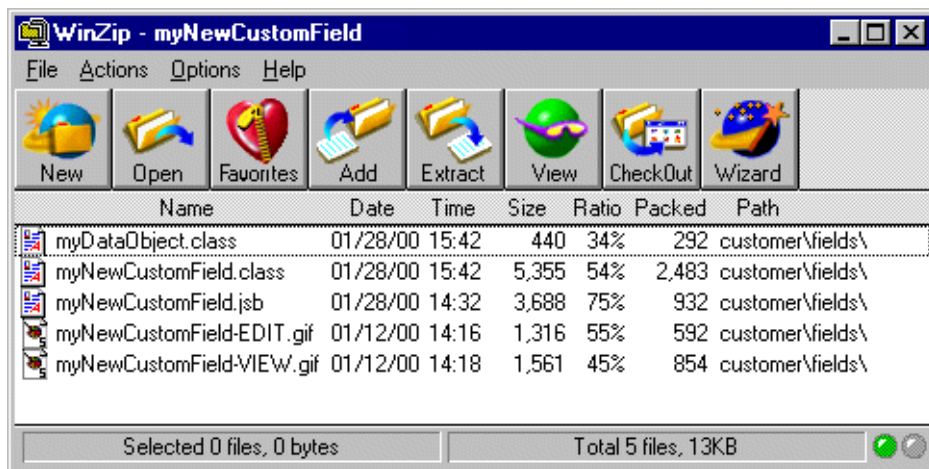 WinZip - myNewCustomField
File Actions Options Help
New Open Favorites Add Extract View CheckOut Wizard
Name Date Time Size Ratio Packed Path
myDataObject.class 01/28/00 15:42 440 34% 292 customer\fields\
myNewCustomField.class 01/28/00 15:42 5,355 54% 2,483 customer\fields\
myNewCustomField.jsb 01/28/00 14:32 3,688 75% 932 customer\fields\
myNewCustomField-EDIT.gif 01/12/00 14:16 1,316 55% 592 customer\fields\
myNewCustomField-VIEW.gif 01/12/00 14:18 1,561 45% 854 customer\fields\
Selected 0 files, 0 bytes Total 5 files, 13KB